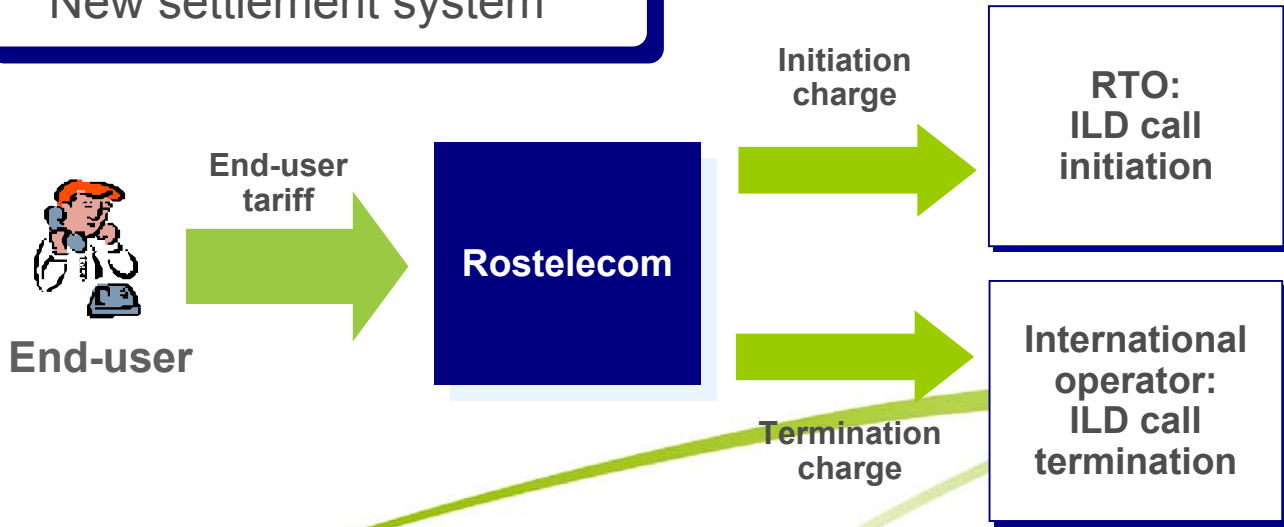 New settlement system
Initiation
charge
RTO:
ILD call
initiation
End-user
tariff
Rostelecom
End-user
International
operator:
ILD call
termination
Termination
charge